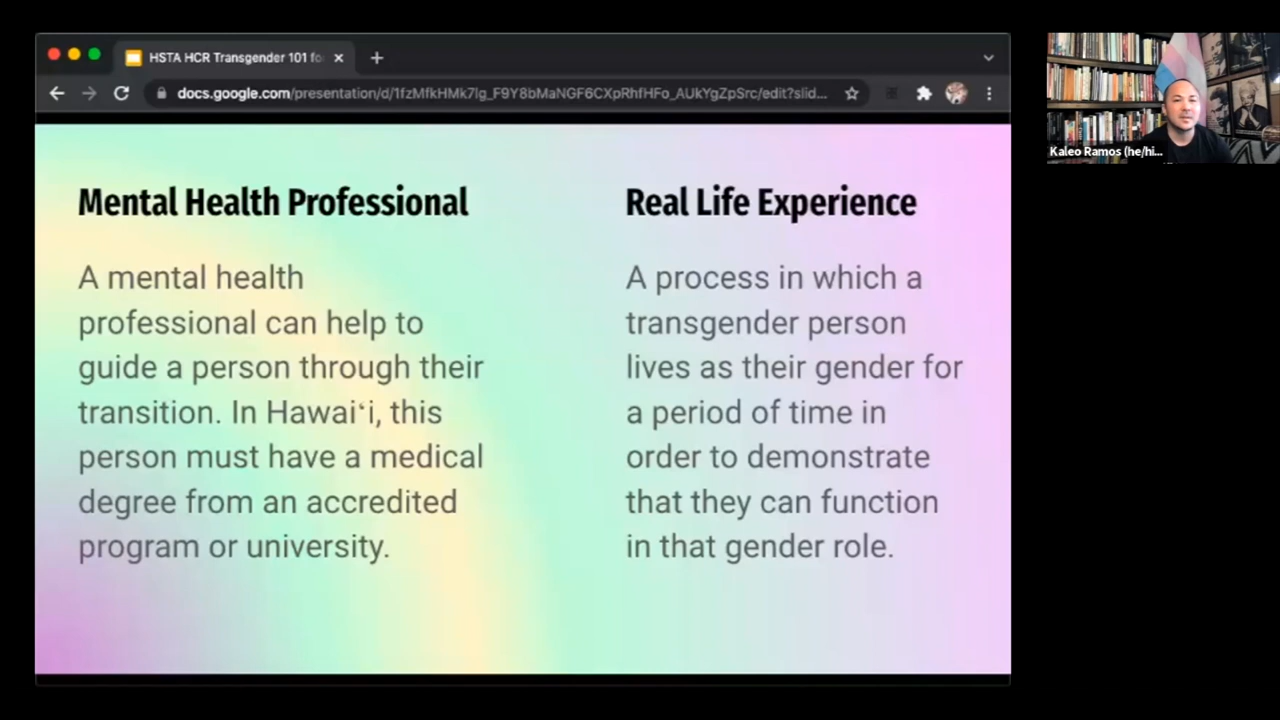 HSTA HCR Transgender 101 fo
docs.google.com/presentation/d/1fzMfkHMk7lg_F9Y8bMaNGF6CXpRhfHFo_AUkYgZpSrc/edit?slid...
Kaleo Ramos (he/hi...
Mental Health Professional
A mental health
professional can help to
guide a person through their
transition. In Hawaiʻi, this
person must have a medical
degree from an accredited
program or university.
Real Life Experience
A process in which a
transgender person
lives as their gender for
a period of time in
order to demonstrate
that they can function
in that gender role.